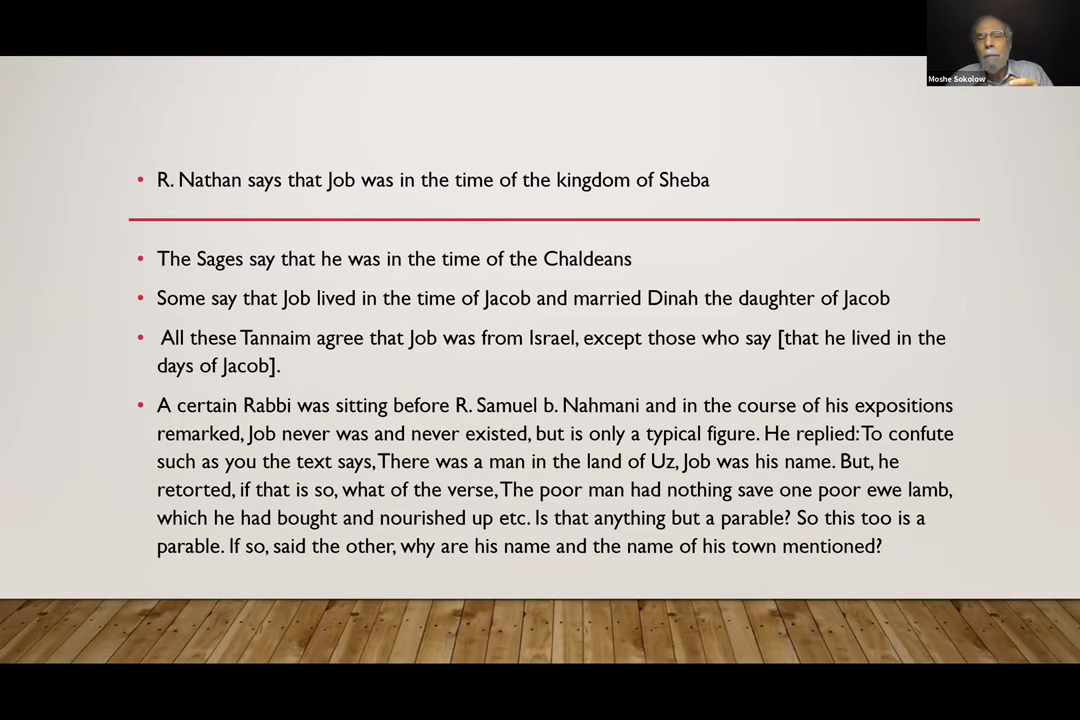 Moshe Sokolow
• R. Nathan says that Job was in the time of the kingdom of Sheba
• The Sages say that he was in the time of the Chaldeans
• Some say that Job lived in the time of Jacob and married Dinah the daughter of Jacob
• All these Tannaim agree that Job was from Israel, except those who say [that he lived in the
days of Jacob].
• A certain Rabbi was sitting before R. Samuel b. Nahmani and in the course of his expositions
remarked, Job never was and never existed, but is only a typical figure. He replied: To confute
such as you the text says, There was a man in the land of Uz, Job was his name. But, he
retorted, if that is so, what of the verse, The poor man had nothing save one poor ewe lamb,
which he had bought and nourished up etc. Is that anything but a parable? So this too is a
parable. If so, said the other, why are his name and the name of his town mentioned?